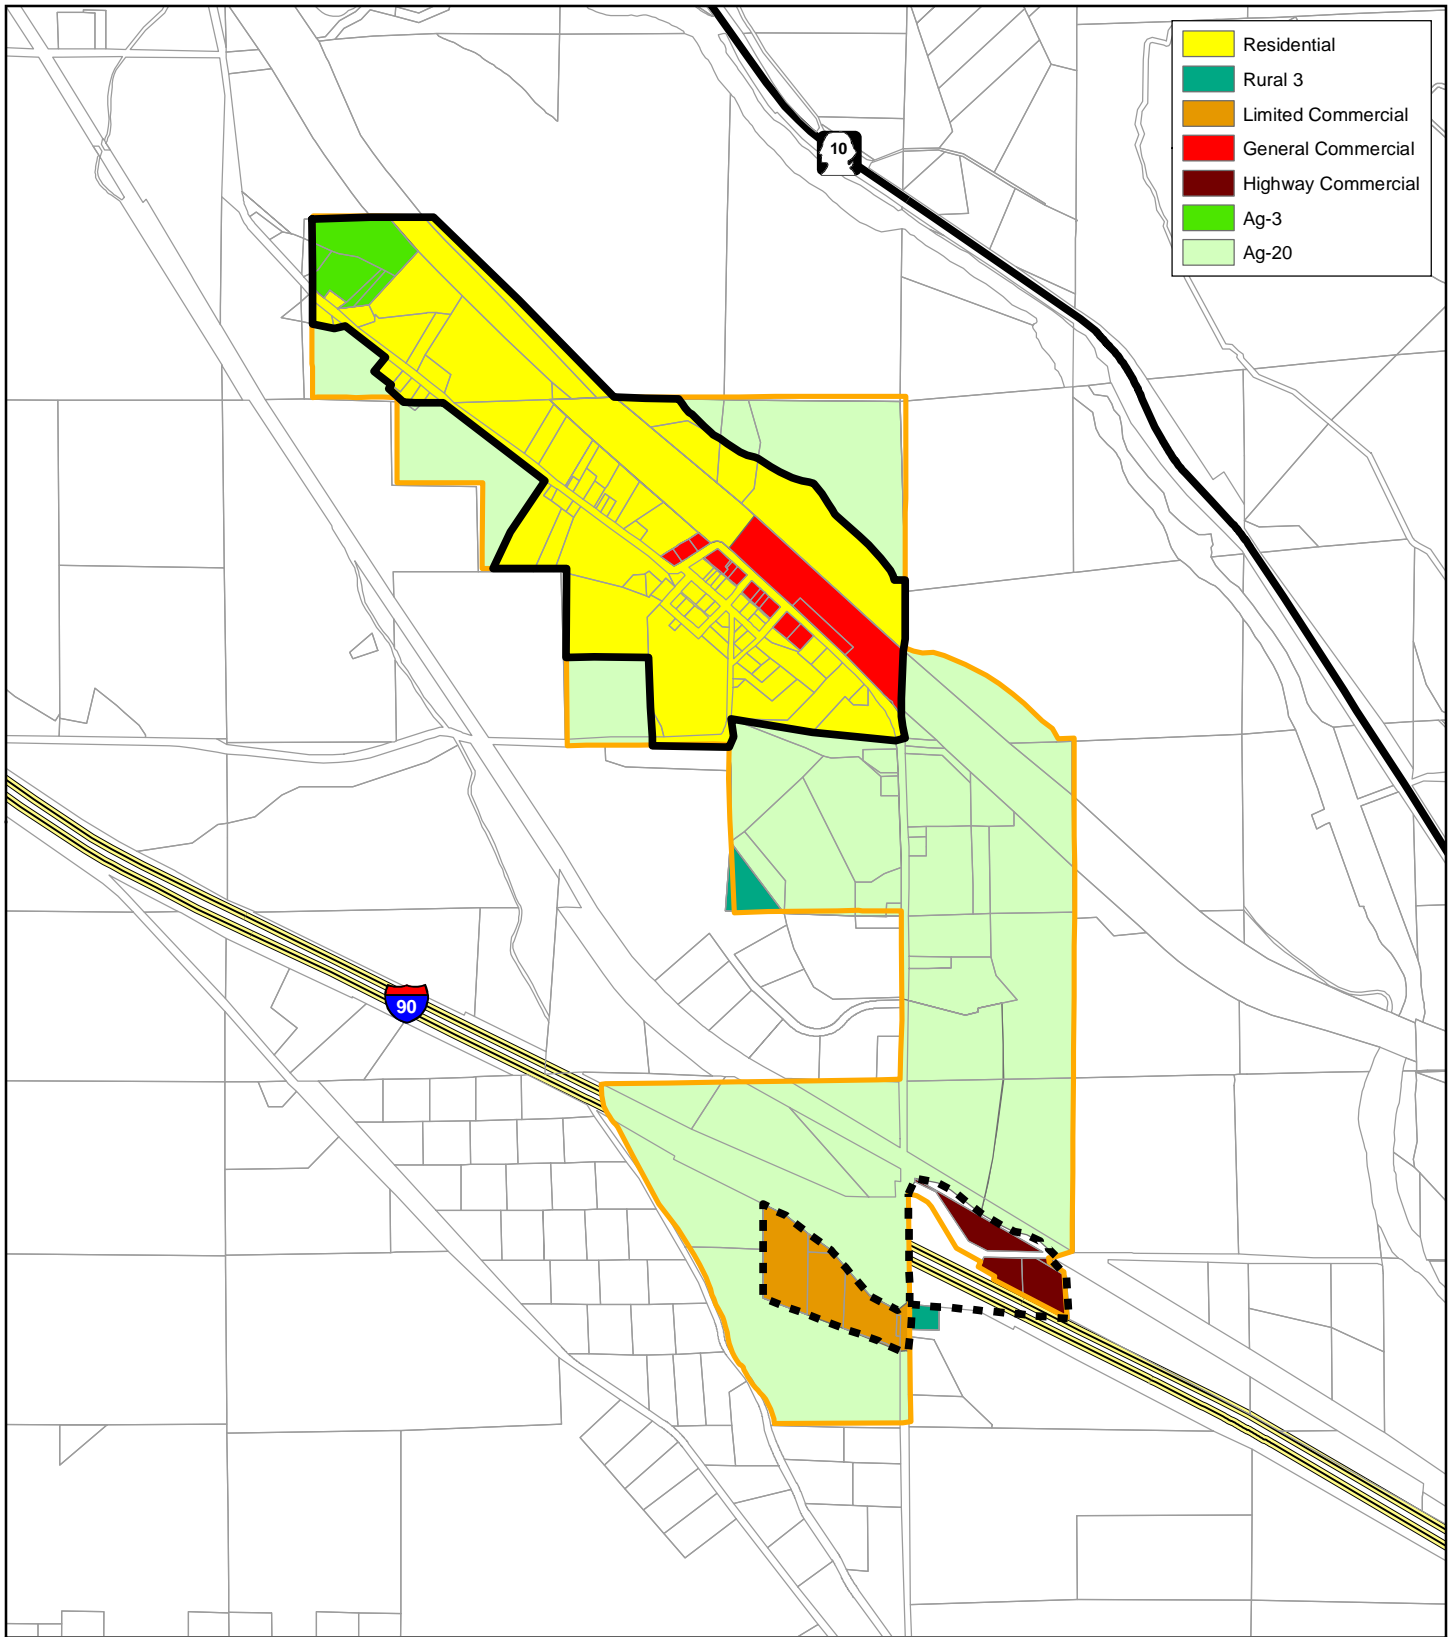 Residential
Rural 3
Limited Commercial
10
General Commercial
Highway Commercial
Ag-3
Ag-20
90